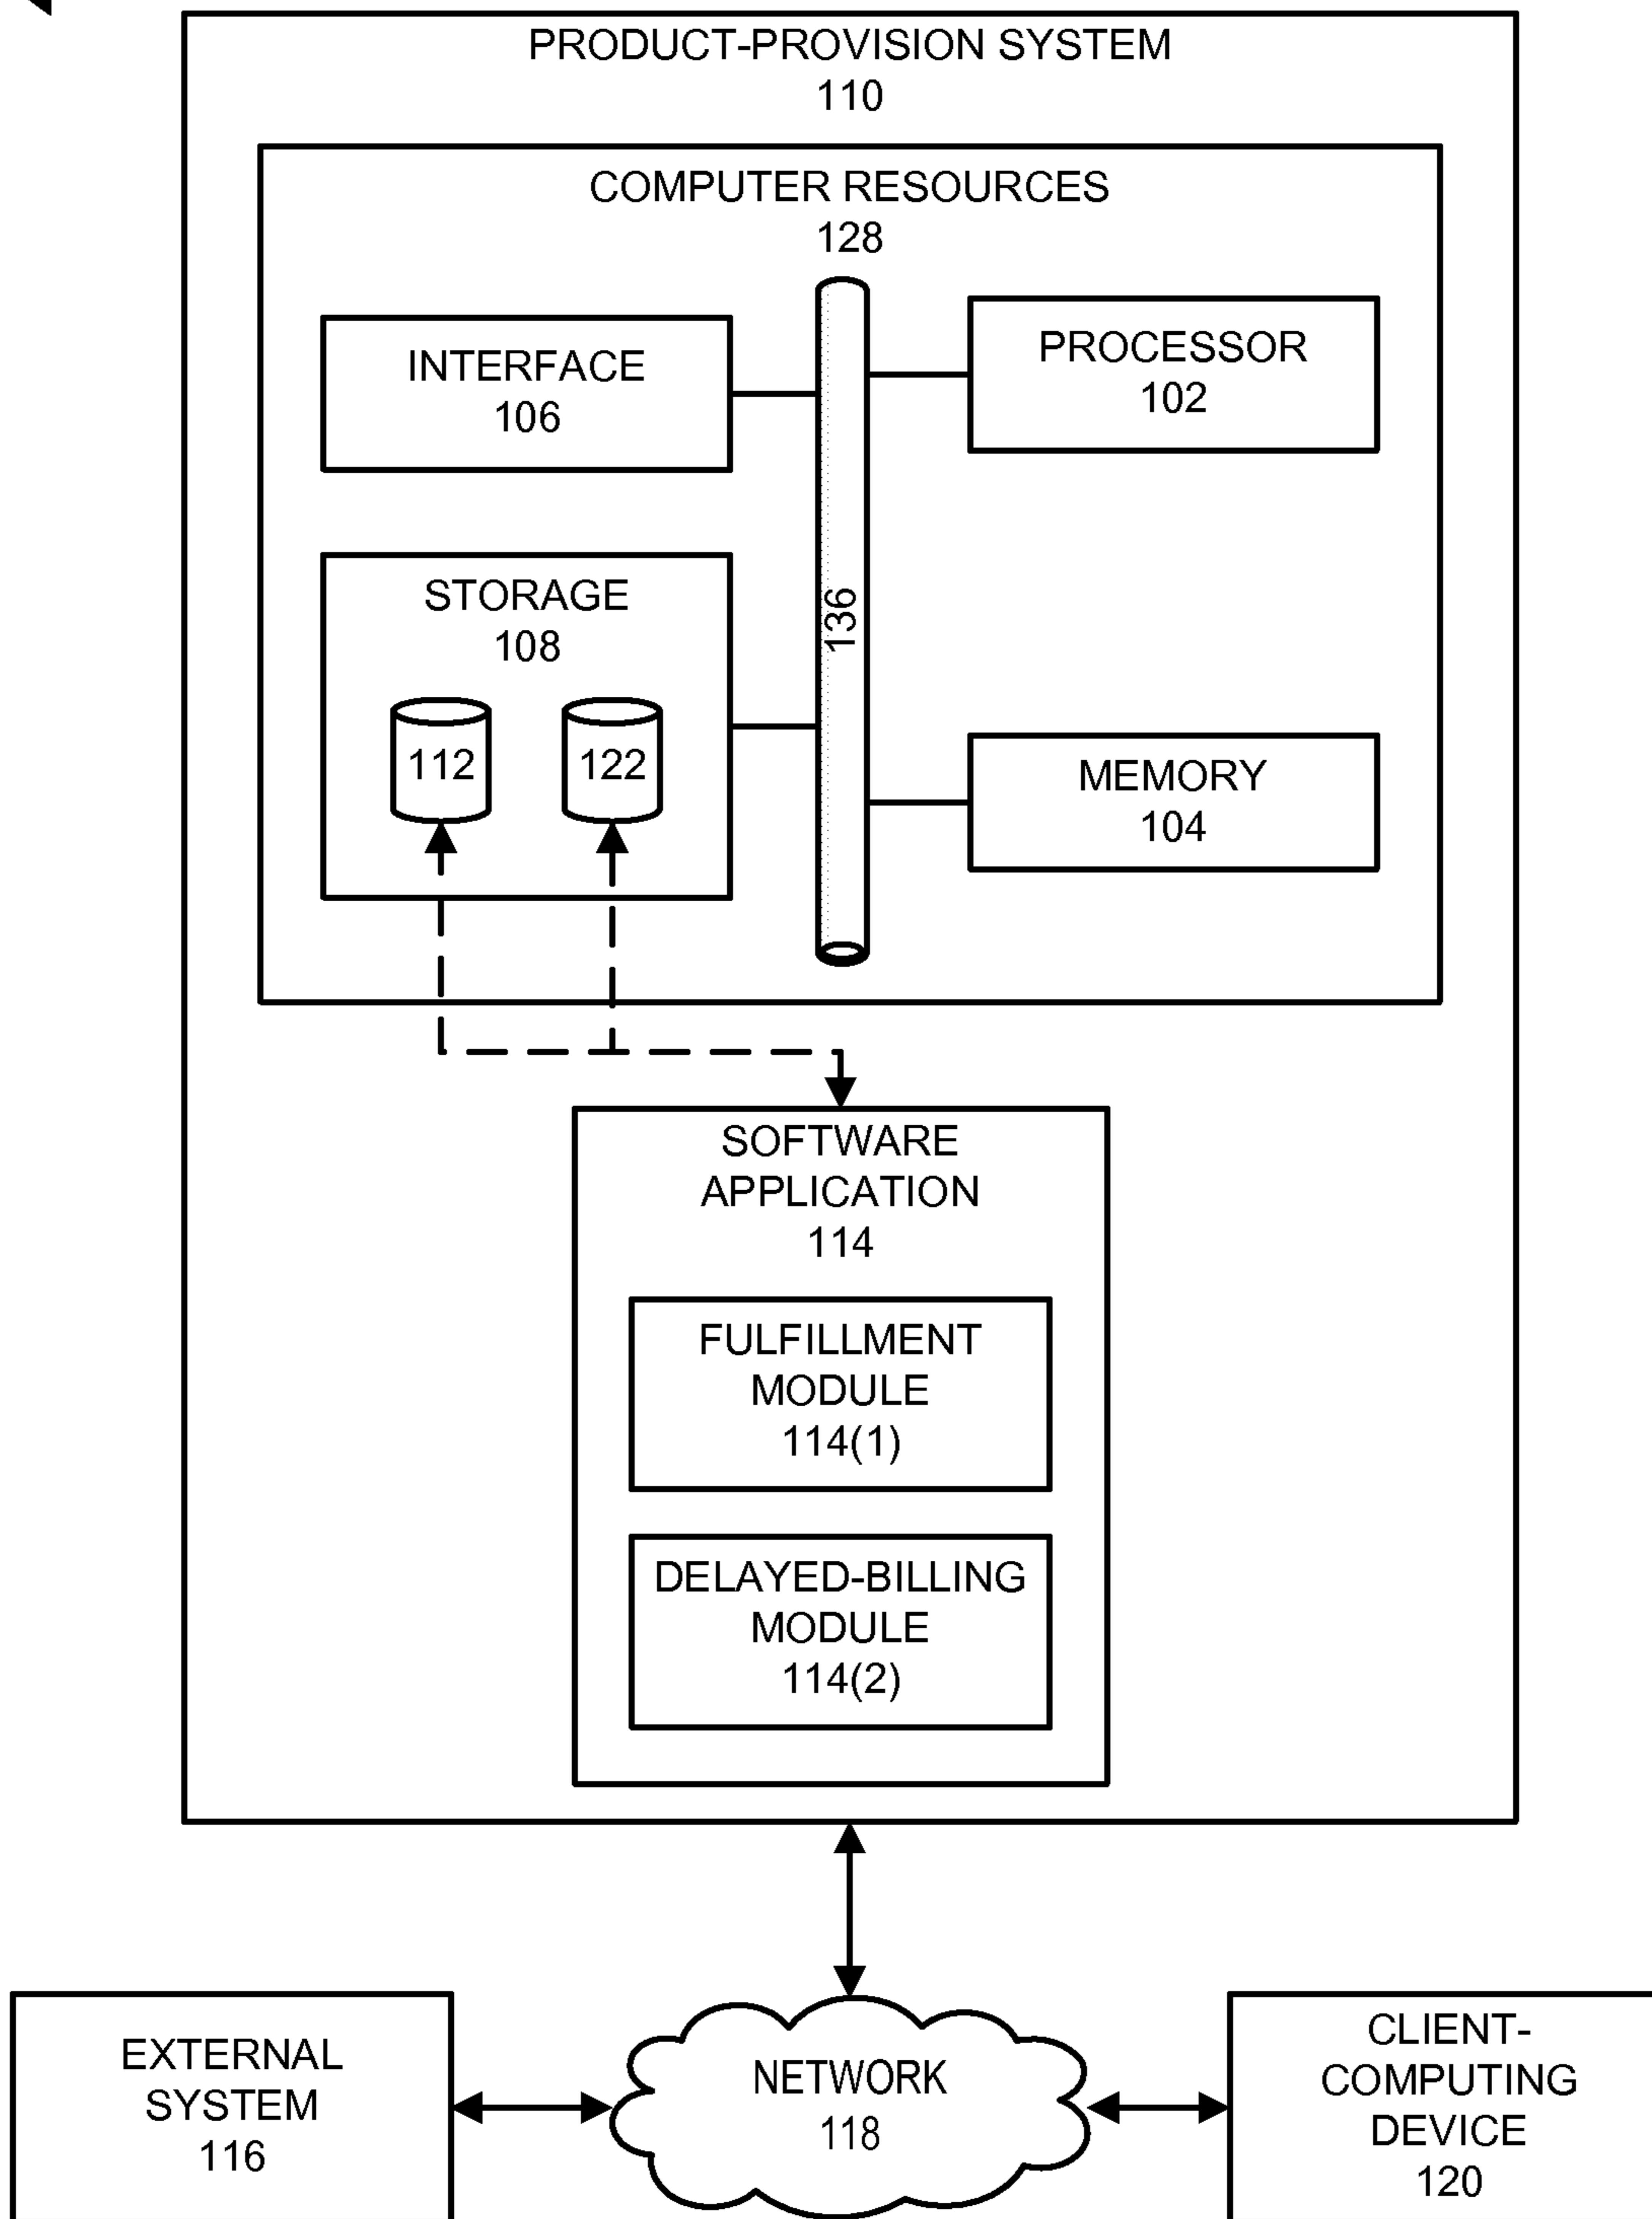 PRODUCT-PROVISION SYSTEM
110
COMPUTER RESOURCES
128
INTERFACE
106
PROCESSOR
102
STORAGE
108
112
122
136
MEMORY
104
SOFTWARE
APPLICATION
114
FULFILLMENT
MODULE
114(1)
DELAYED-BILLING
MODULE
114(2)
EXTERNAL
SYSTEM
116
NETWORK
118
CLIENT-
COMPUTING
DEVICE
120